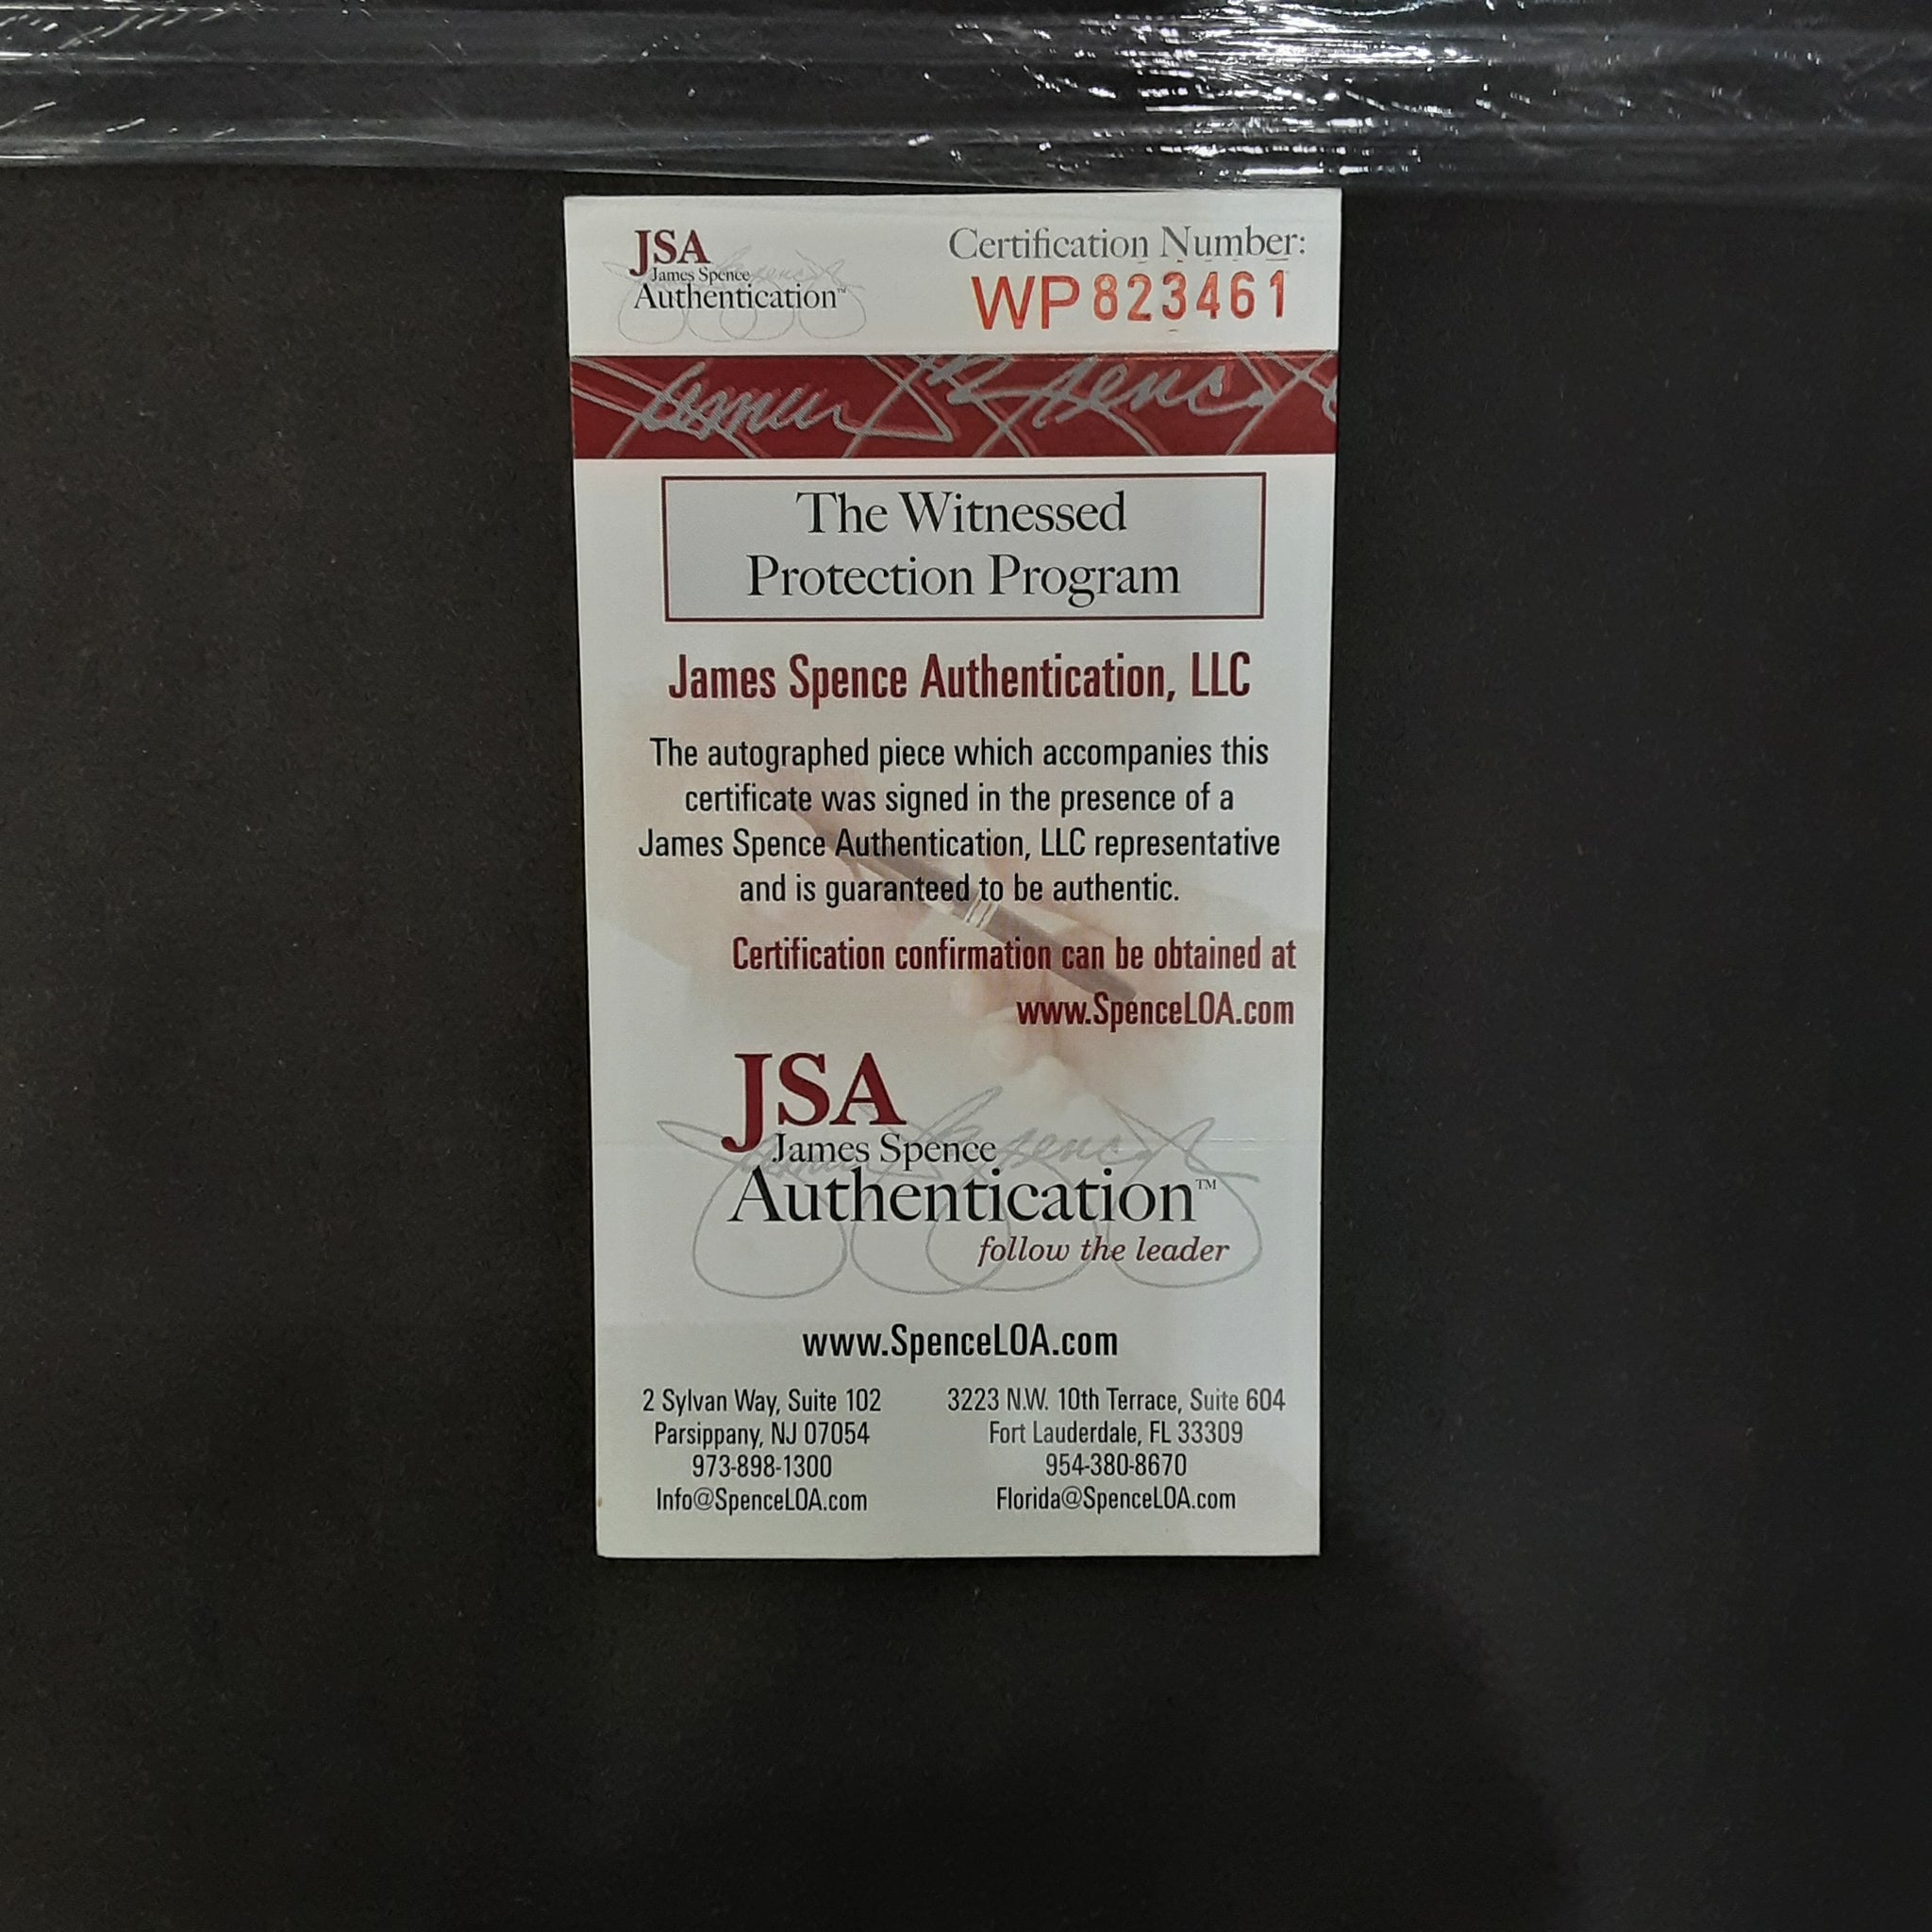 JSA
James Spence
Authentication™
Certification Number:
WP823461
The Witnessed
Protection Program
James Spence Authentication, LLC
The autographed piece which accompanies this
certificate was signed in the presence of a
James Spence Authentication, LLC representative
and is guaranteed to be authentic.
Certification confirmation can be obtained at
www.SpenceLOA.com
JSA
James Spence
Authentication™
follow the leader
www.SpenceLOA.com
2 Sylvan Way, Suite 102
Parsippany, NJ 07054
973-898-1300
Info@SpenceLOA.com
3223 N.W. 10th Terrace, Suite 604
Fort Lauderdale, FL 33309
954-380-8670
Florida@SpenceLOA.com